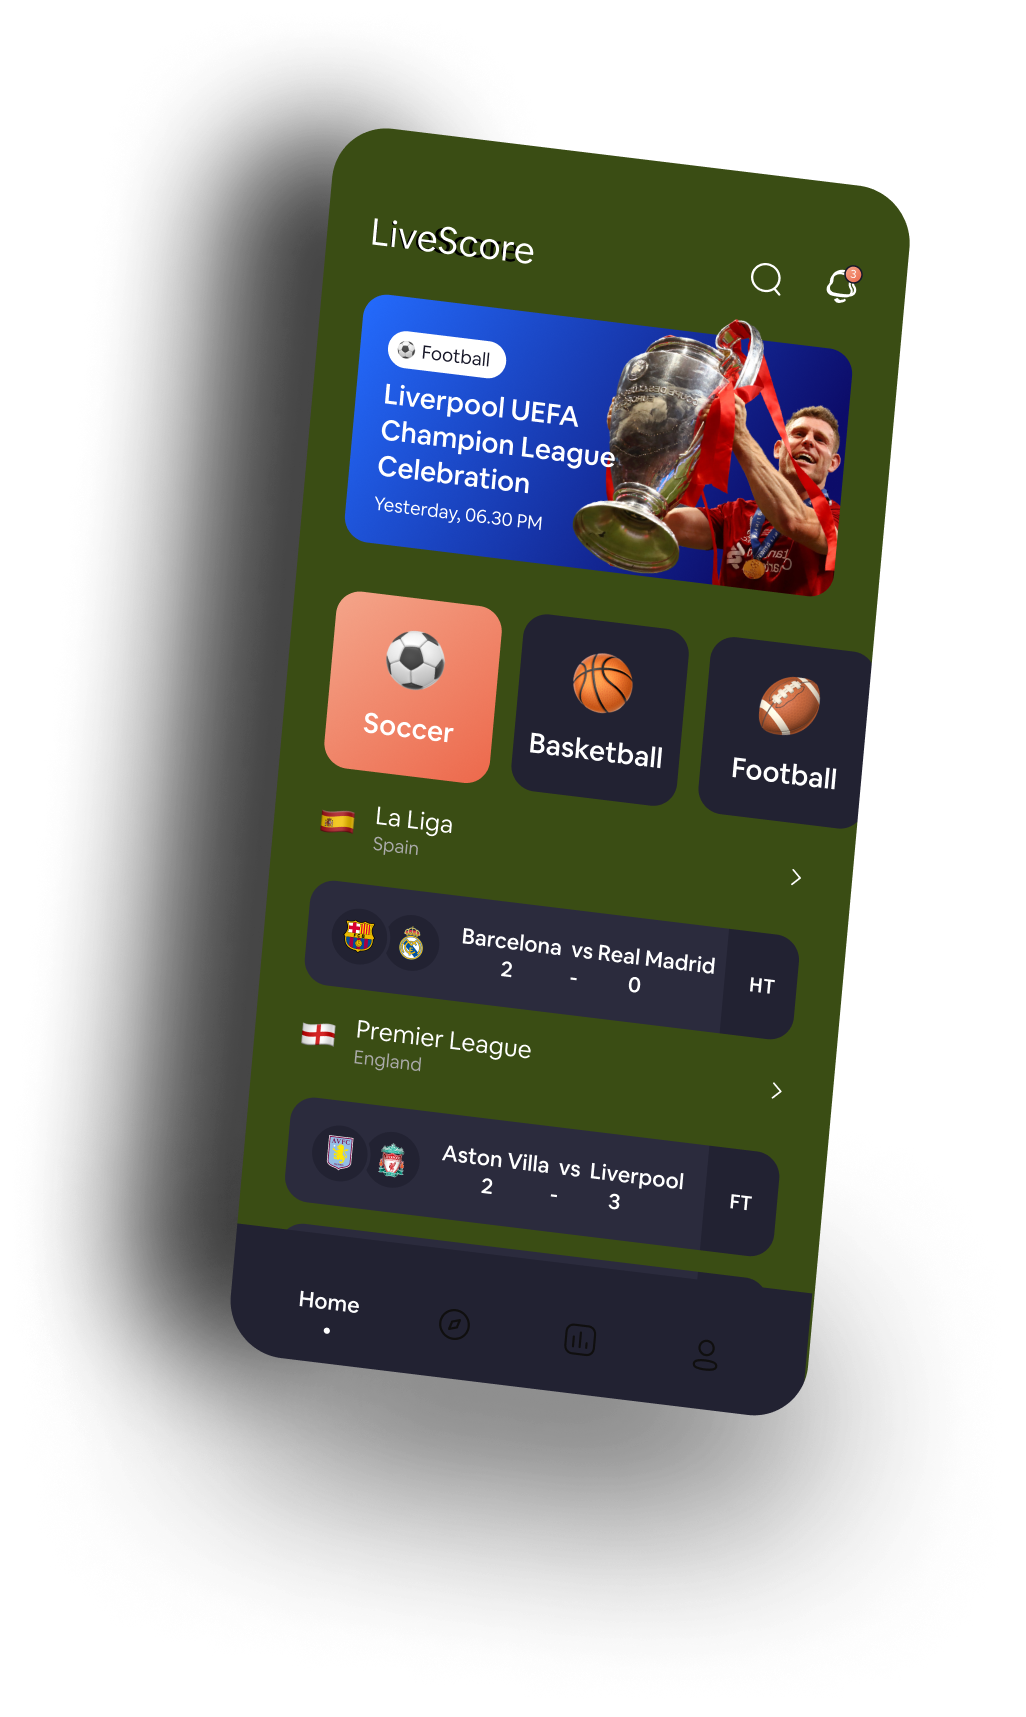 LiveScore
3
Football
Liverpool UEFA
Champion League
Celebration
Yesterday, 06.30 PM
Soccer
Basketball
Football
La Liga
Spain
Barcelona vs Real Madrid
2 - 0
HT
Premier League
England
Aston Villa vs Liverpool
2 - 3
FT
Home